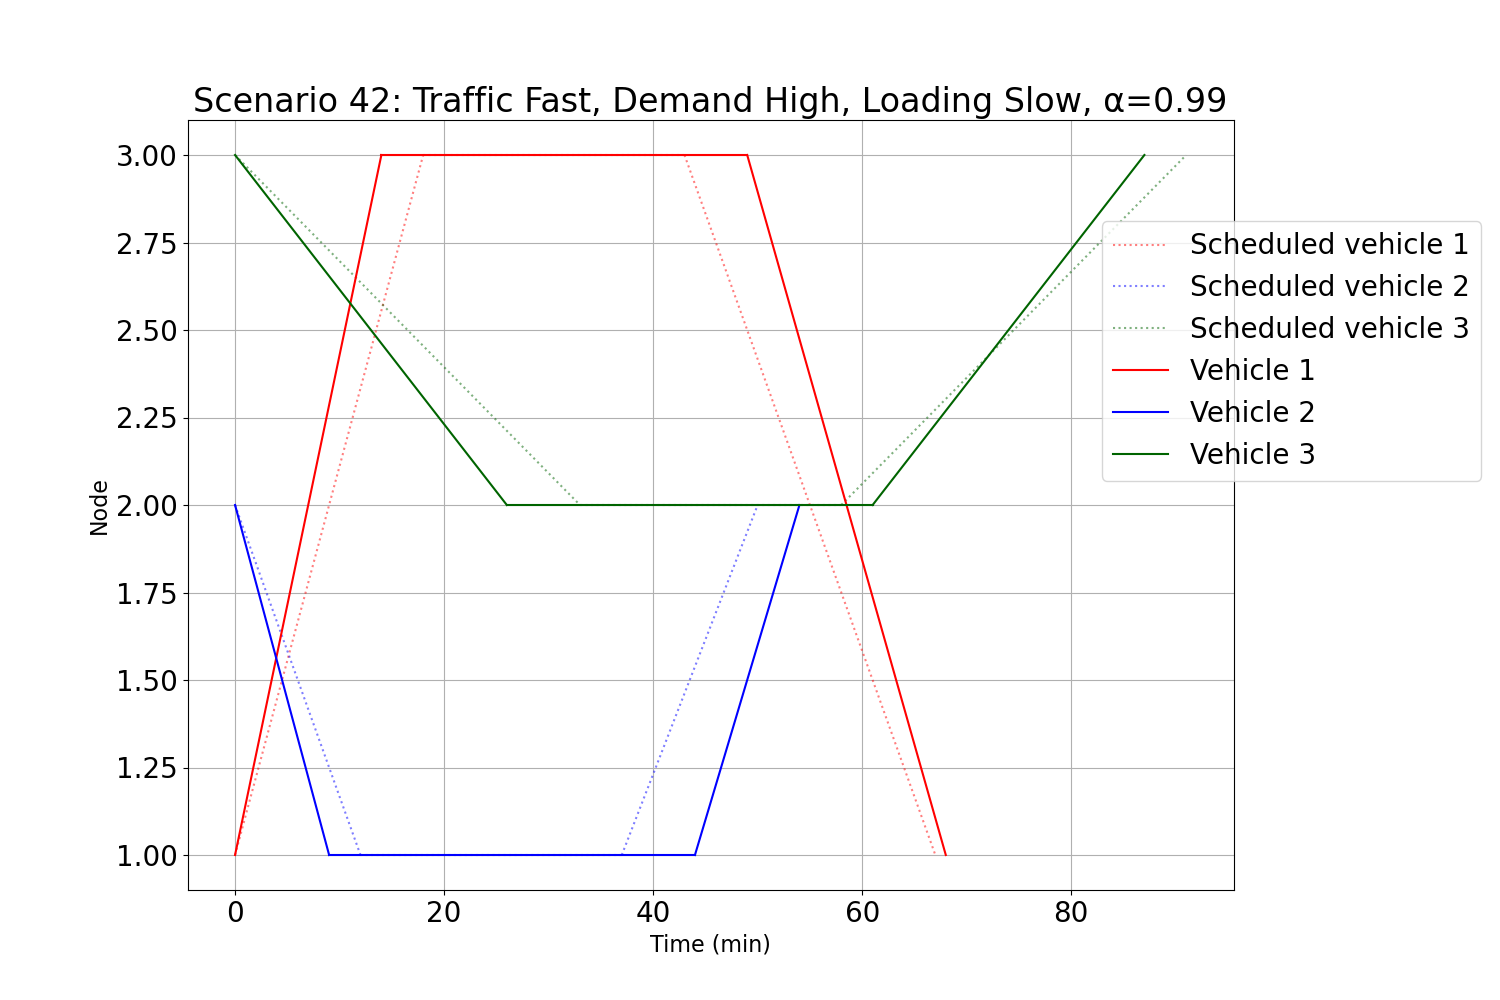 Scenario 42: Traffic Fast, Demand High, Loading Slow, α=0.99
3.00
2.75
2.50
2.25
2.00
1.75
1.50
1.25
1.00
Node
0 20 40 60 80
Time (min)
Scheduled vehicle 1
Scheduled vehicle 2
Scheduled vehicle 3
Vehicle 1
Vehicle 2
Vehicle 3